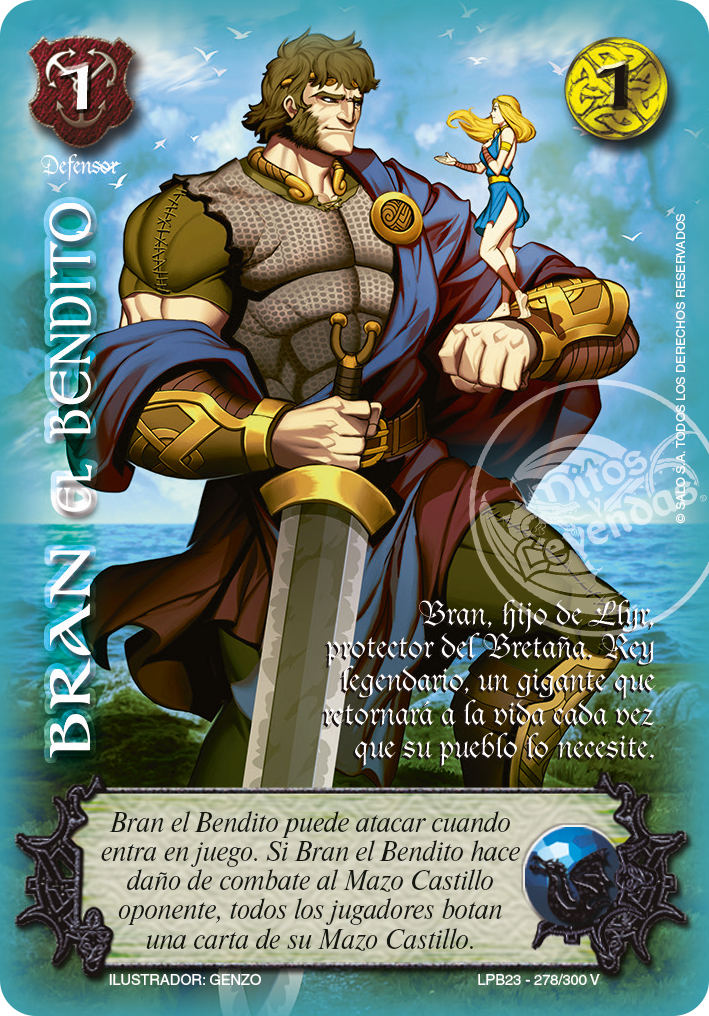 1
1
Defensor
BRAN EL BENDITO
© SALO S.A. TODOS LOS DERECHOS RESERVADOS
Mitos
y
Leyendas
Bran, hijo de Llyr,
protector del Bretaña. Rey
legendario, un gigante que
retornará a la vida cada vez
que su pueblo lo necesite.
Bran el Bendito puede atacar cuando
entra en juego. Si Bran el Bendito hace
daño de combate al Mazo Castillo
oponente, todos los jugadores botan
una carta de su Mazo Castillo.
ILUSTRADOR: GENZO
LPB23 - 278/300 V